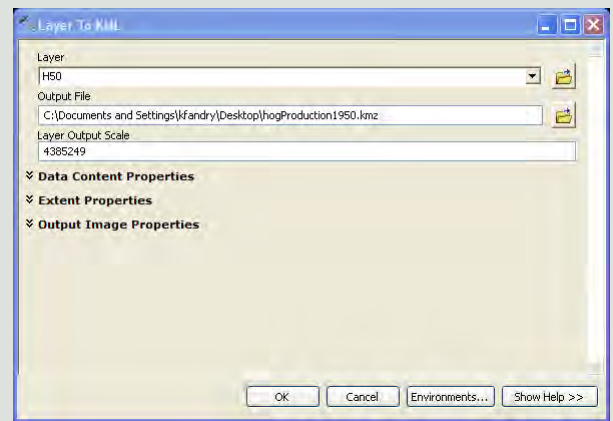 Layer To KML
Layer
H50
Output File
C:\Documents and Settings\kfandry\Desktop\hogProduction1950.kmz
Layer Output Scale
4385249
Data Content Properties
Extent Properties
Output Image Properties
OK Cancel Environments... Show Help >>